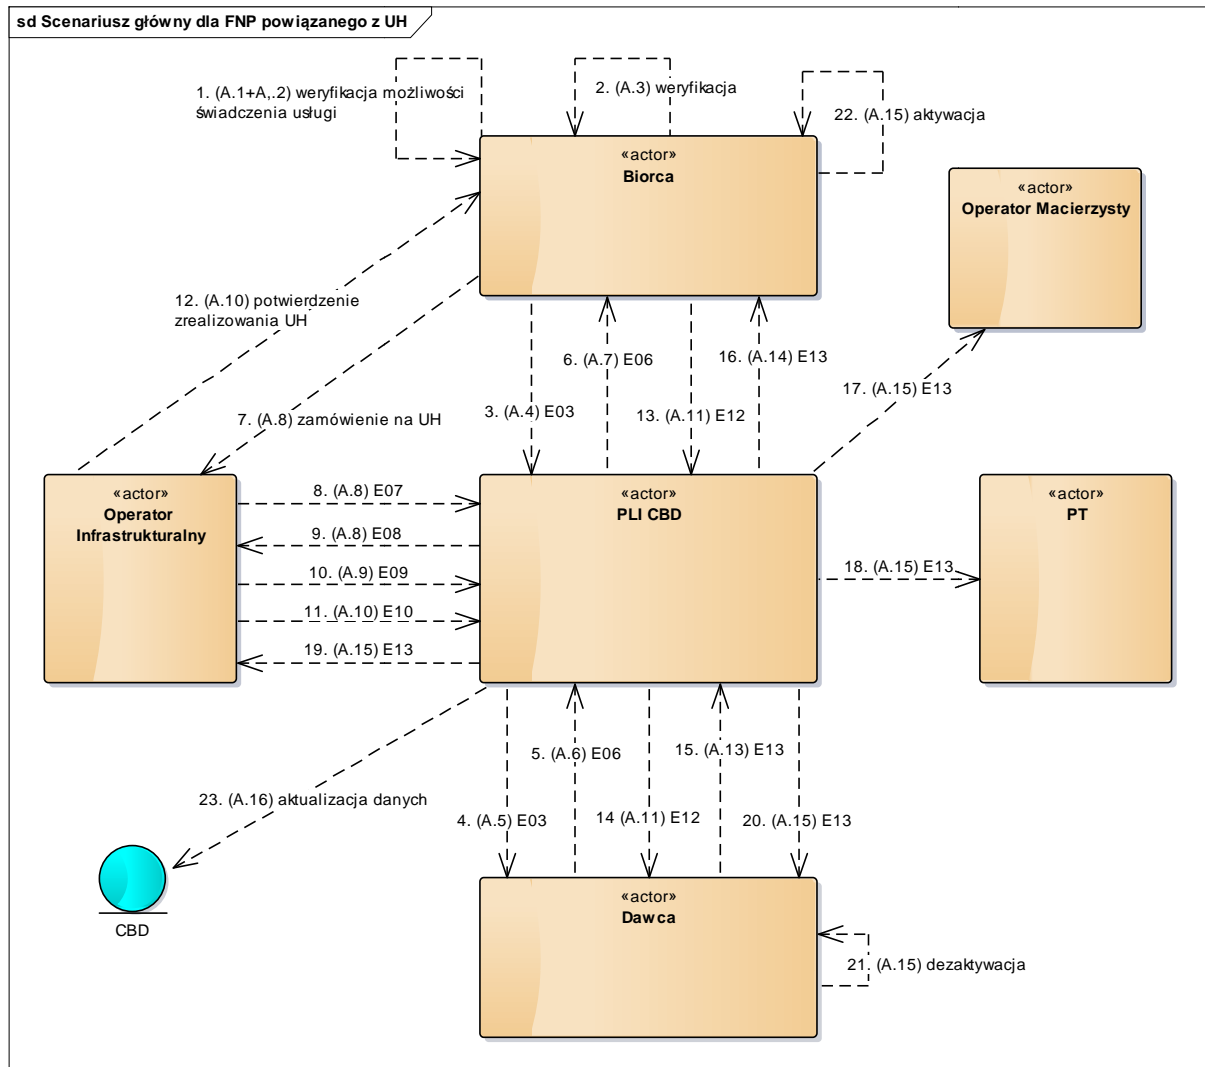 sd Scenariusz główny dla FNP powiązanego z UH
1. (A.1+A,.2) weryfikacja możliwości
świadczenia usługi
2. (A.3) weryfikacja
22. (A.15) aktywacja
«actor»
Biorca
«actor»
Operator Macierzysty
12. (A.10) potwierdzenie
zrealizowania UH
7. (A.8) zamówienie na UH
3. (A.4) E03
6. (A.7) E06
13. (A.11) E12
16. (A.14) E13
17. (A.15) E13
«actor»
Operator
Infrastrukturalny
8. (A.8) E07
9. (A.8) E08
10. (A.9) E09
11. (A.10) E10
19. (A.15) E13
«actor»
PLI CBD
18. (A.15) E13
«actor»
PT
23. (A.16) aktualizacja danych
4. (A.5) E03
5. (A.6) E06
14 (A.11) E12
15. (A.13) E13
20. (A.15) E13
CBD
«actor»
Dawca
21. (A.15) dezaktywacja